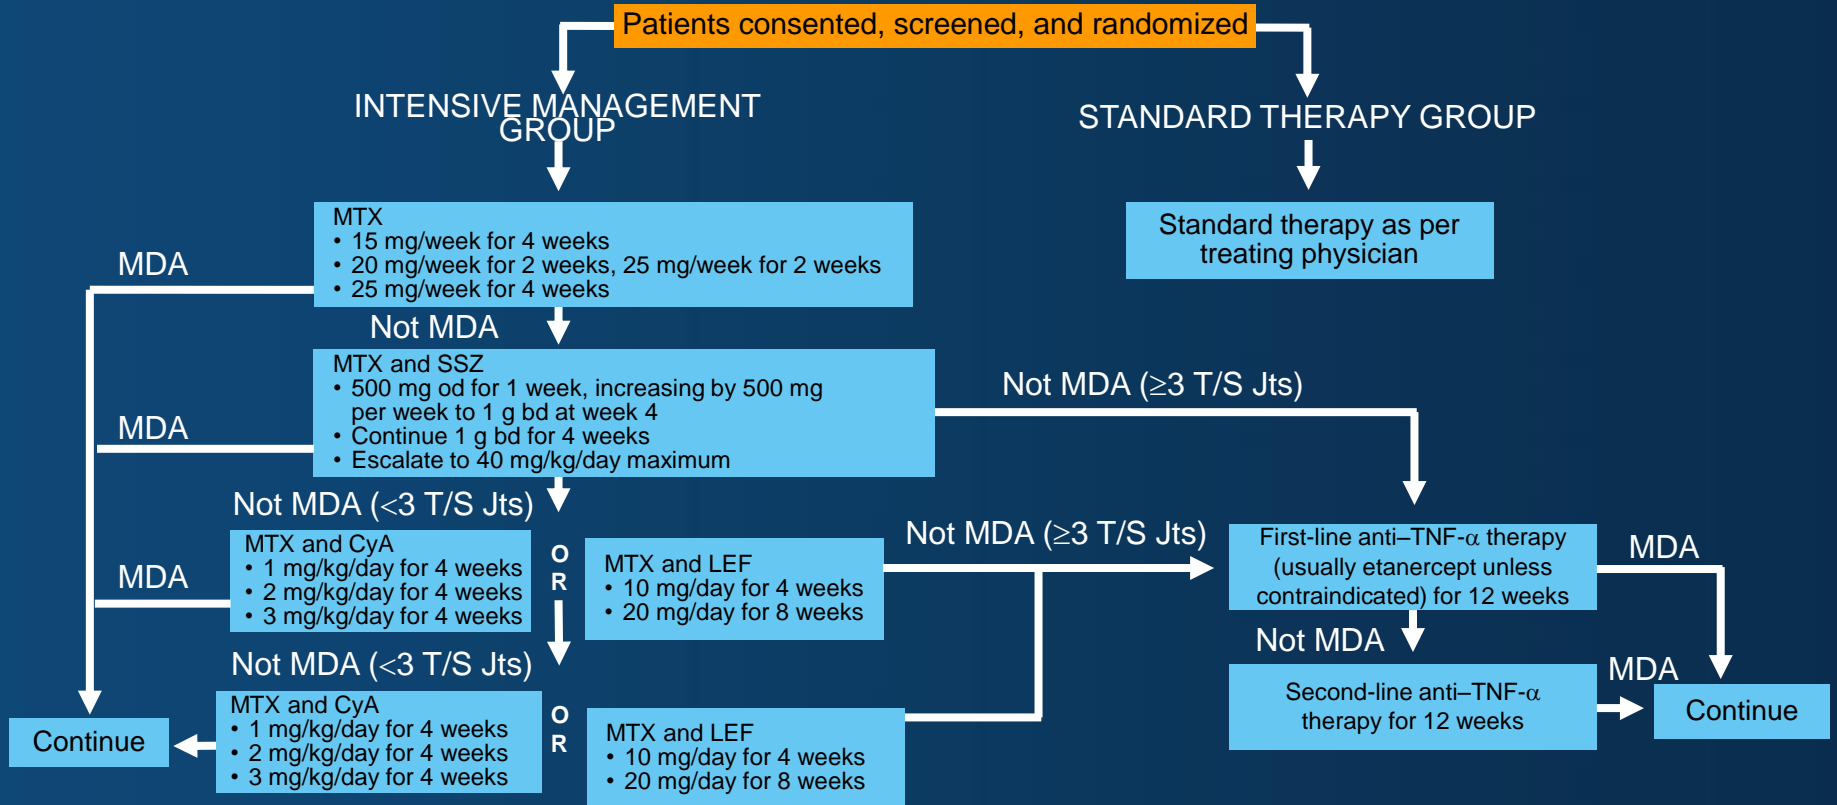 Patients consented, screened, and randomized
INTENSIVE MANAGEMENT
GROUP
STANDARD THERAPY GROUP
MTX
• 15 mg/week for 4 weeks
• 20 mg/week for 2 weeks, 25 mg/week for 2 weeks
• 25 mg/week for 4 weeks
Standard therapy as per
treating physician
MDA
Not MDA
MTX and SSZ
• 500 mg od for 1 week, increasing by 500 mg
per week to 1 g bd at week 4
• Continue 1 g bd for 4 weeks
• Escalate to 40 mg/kg/day maximum
Not MDA (≥3 T/S Jts)
MDA
Not MDA (<3 T/S Jts)
MTX and CyA
• 1 mg/kg/day for 4 weeks
• 2 mg/kg/day for 4 weeks
• 3 mg/kg/day for 4 weeks
MDA
O
R
MTX and LEF
• 10 mg/day for 4 weeks
• 20 mg/day for 8 weeks
Not MDA (≥3 T/S Jts)
First-line anti–TNF-α therapy
(usually etanercept unless
contraindicated) for 12 weeks
MDA
Not MDA (<3 T/S Jts)
Not MDA
MTX and CyA
• 1 mg/kg/day for 4 weeks
• 2 mg/kg/day for 4 weeks
• 3 mg/kg/day for 4 weeks
Continue
O
R
MTX and LEF
• 10 mg/day for 4 weeks
• 20 mg/day for 8 weeks
Second-line anti–TNF-α
therapy for 12 weeks
MDA
Continue